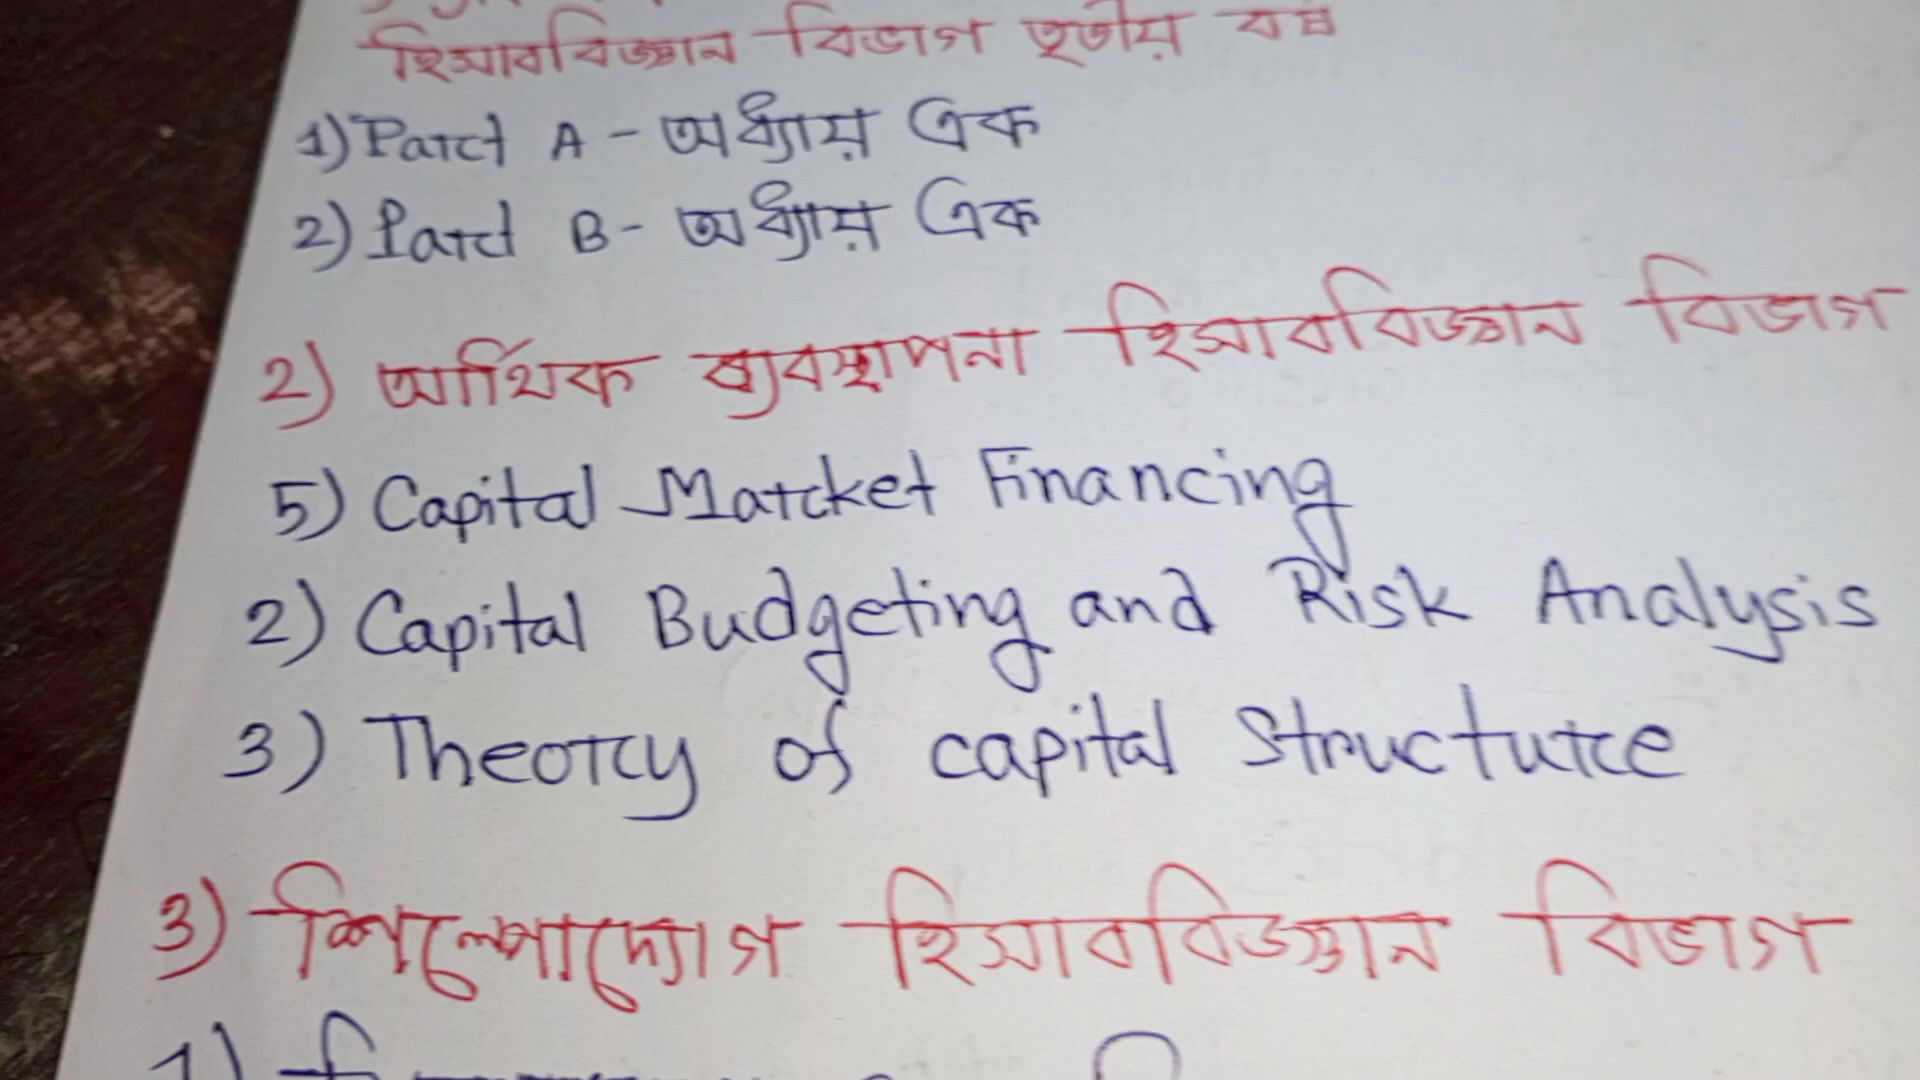 হিসাববিজ্ঞান বিভাগ তৃতীয় বর্ষ
1) Part A - অধ্যায় এক
2) Part B - অধ্যায় এক
2) আর্থিক ব্যবস্থাপনা হিসাববিজ্ঞান বিভাগ
5) Capital Market Financing
2) Capital Budgeting and Risk Analysis
3) Theory of capital Structure
3) শিল্পোদ্যোগ হিসাববিজ্ঞান বিভাগ
1)